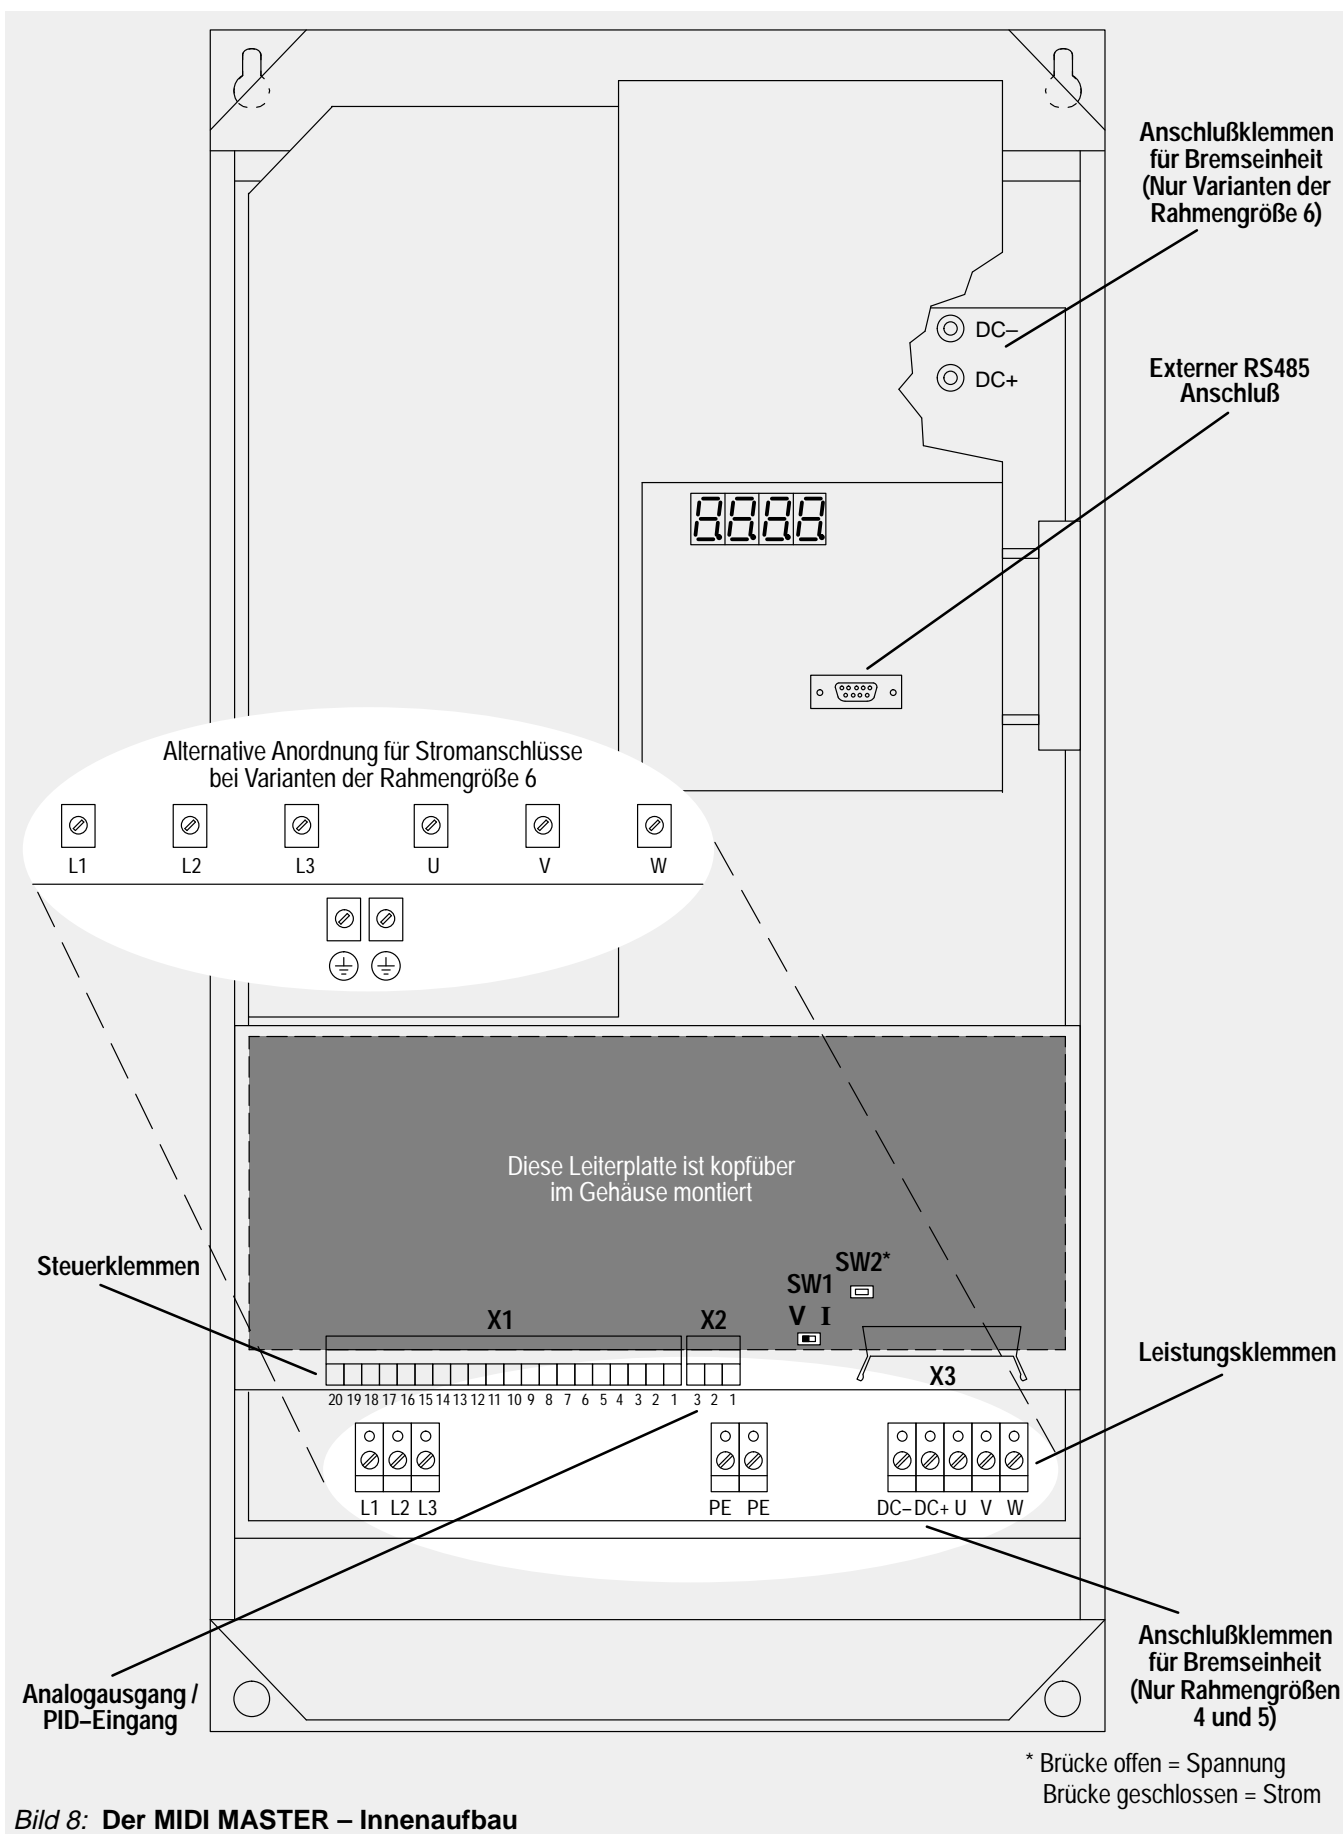 Anschlußklemmen
für Bremseinheit
(Nur Varianten der
Rahmengröße 6)
DC–
DC+
Externer RS485
Anschluß
8.8.8.8.
Alternative Anordnung für Stromanschlüsse
bei Varianten der Rahmengröße 6
L1 L2 L3 U V W
Diese Leiterplatte ist kopfüber
im Gehäuse montiert
Steuerklemmen
SW2*
SW1
V I
X1 X2
X3
Leistungsklemmen
20 19 18 17 16 15 14 13 12 11 10 9 8 7 6 5 4 3 2 1 3 2 1
L1 L2 L3 PE PE DC– DC+ U V W
Anschlußklemmen
für Bremseinheit
(Nur Rahmengrößen
4 und 5)
Analogausgang /
PID–Eingang
* Brücke offen = Spannung
Brücke geschlossen = Strom
Bild 8: Der MIDI MASTER – Innenaufbau